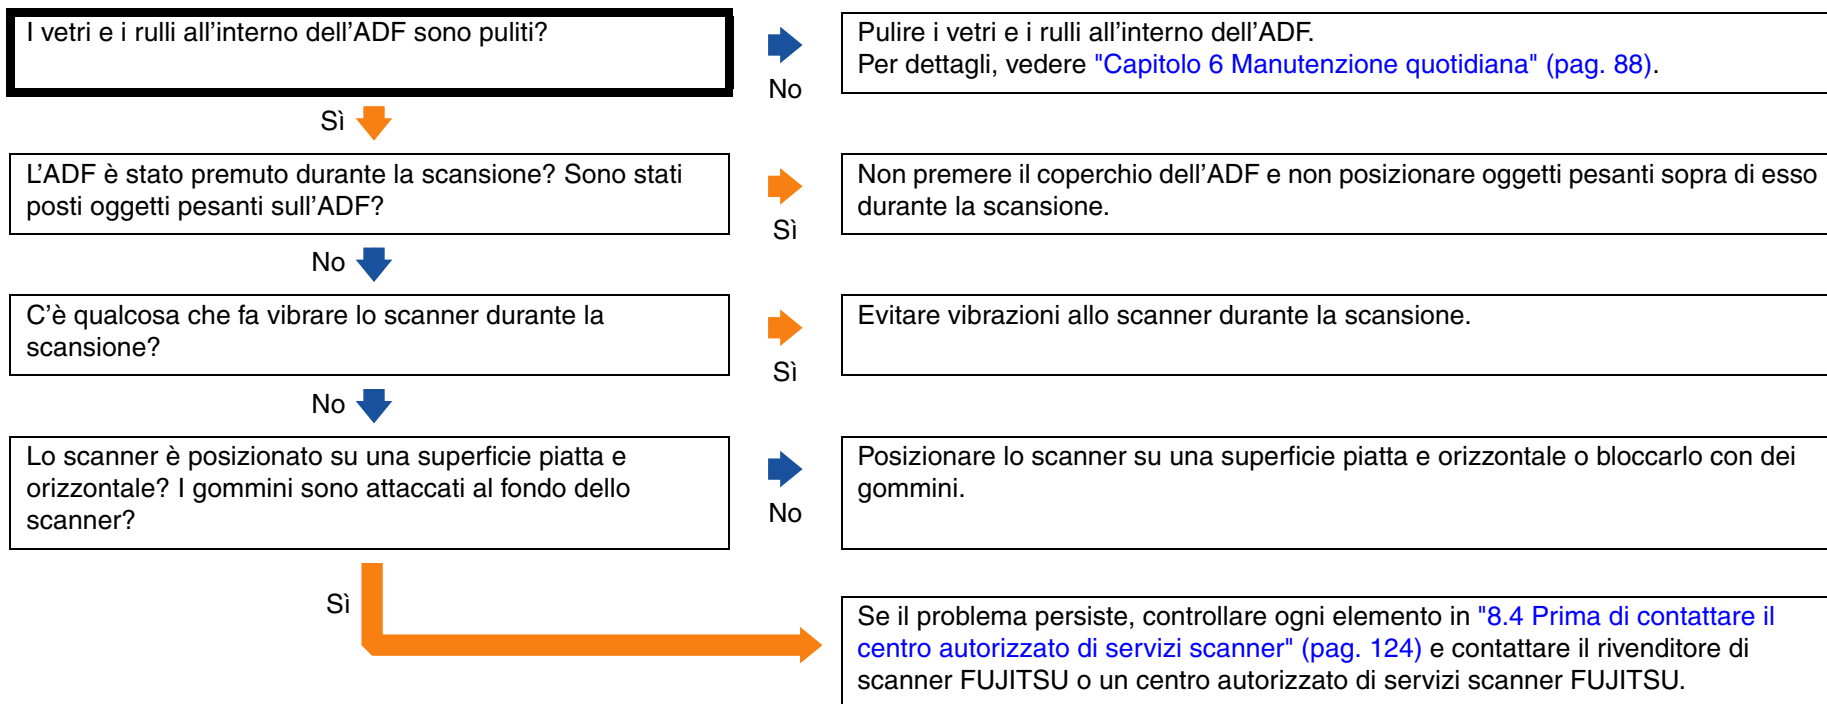 I vetri e i rulli all'interno dell'ADF sono puliti?
No
Pulire i vetri e i rulli all'interno dell'ADF.
Per dettagli, vedere "Capitolo 6 Manutenzione quotidiana" (pag. 88).
Sì
L'ADF è stato premuto durante la scansione? Sono stati
posti oggetti pesanti sull'ADF?
Sì
Non premere il coperchio dell'ADF e non posizionare oggetti pesanti sopra di esso
durante la scansione.
No
C'è qualcosa che fa vibrare lo scanner durante la
scansione?
Sì
Evitare vibrazioni allo scanner durante la scansione.
No
Lo scanner è posizionato su una superficie piatta e
orizzontale? I gommini sono attaccati al fondo dello
scanner?
No
Posizionare lo scanner su una superficie piatta e orizzontale o bloccarlo con dei
gommini.
Sì
Se il problema persiste, controllare ogni elemento in "8.4 Prima di contattare il
centro autorizzato di servizi scanner" (pag. 124) e contattare il rivenditore di
scanner FUJITSU o un centro autorizzato di servizi scanner FUJITSU.